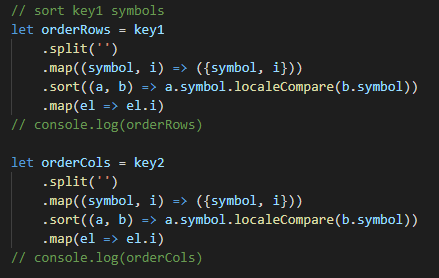 // sort key1 symbols
let orderRows = key1
    .split('')
    .map((symbol, i) => ({symbol, i}))
    .sort((a, b) => a.symbol.localeCompare(b.symbol))
    .map(el => el.i)
// console.log(orderRows)

let orderCols = key2
    .split('')
    .map((symbol, i) => ({symbol, i}))
    .sort((a, b) => a.symbol.localeCompare(b.symbol))
    .map(el => el.i)
// console.log(orderCols)